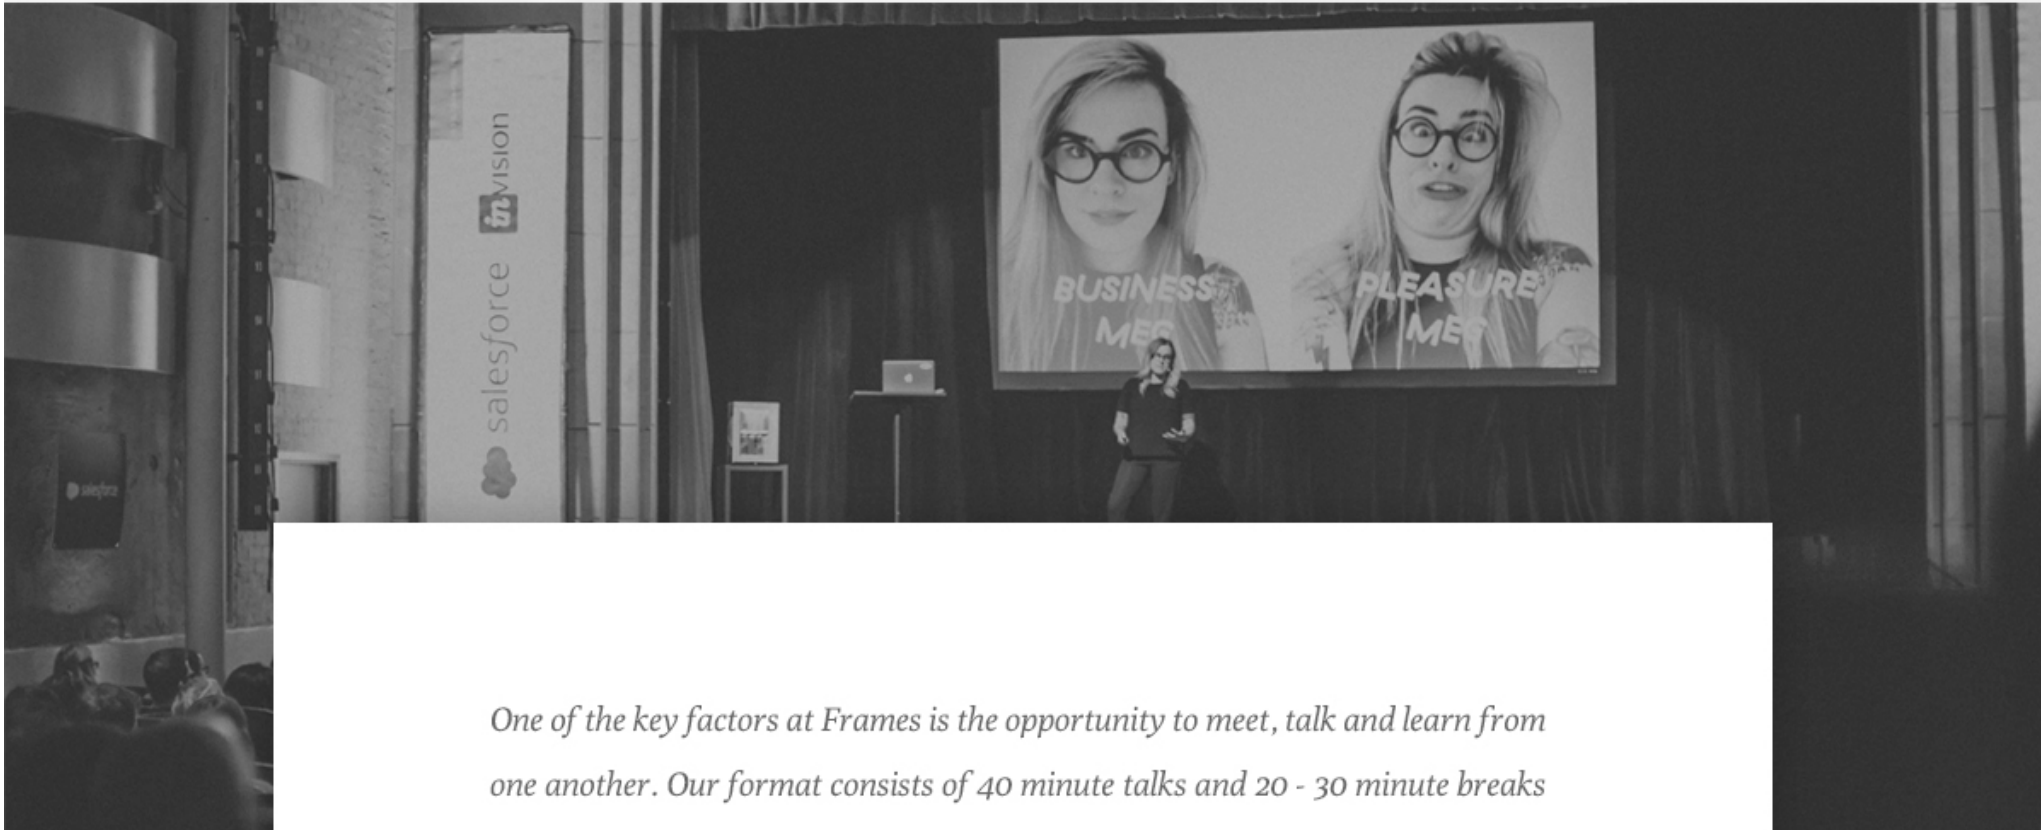 invision
salesforce
salesforce
BUSINESS
MEG
PLEASURE
MEG
One of the key factors at Frames is the opportunity to meet, talk and learn from
one another. Our format consists of 40 minute talks and 20 - 30 minute breaks